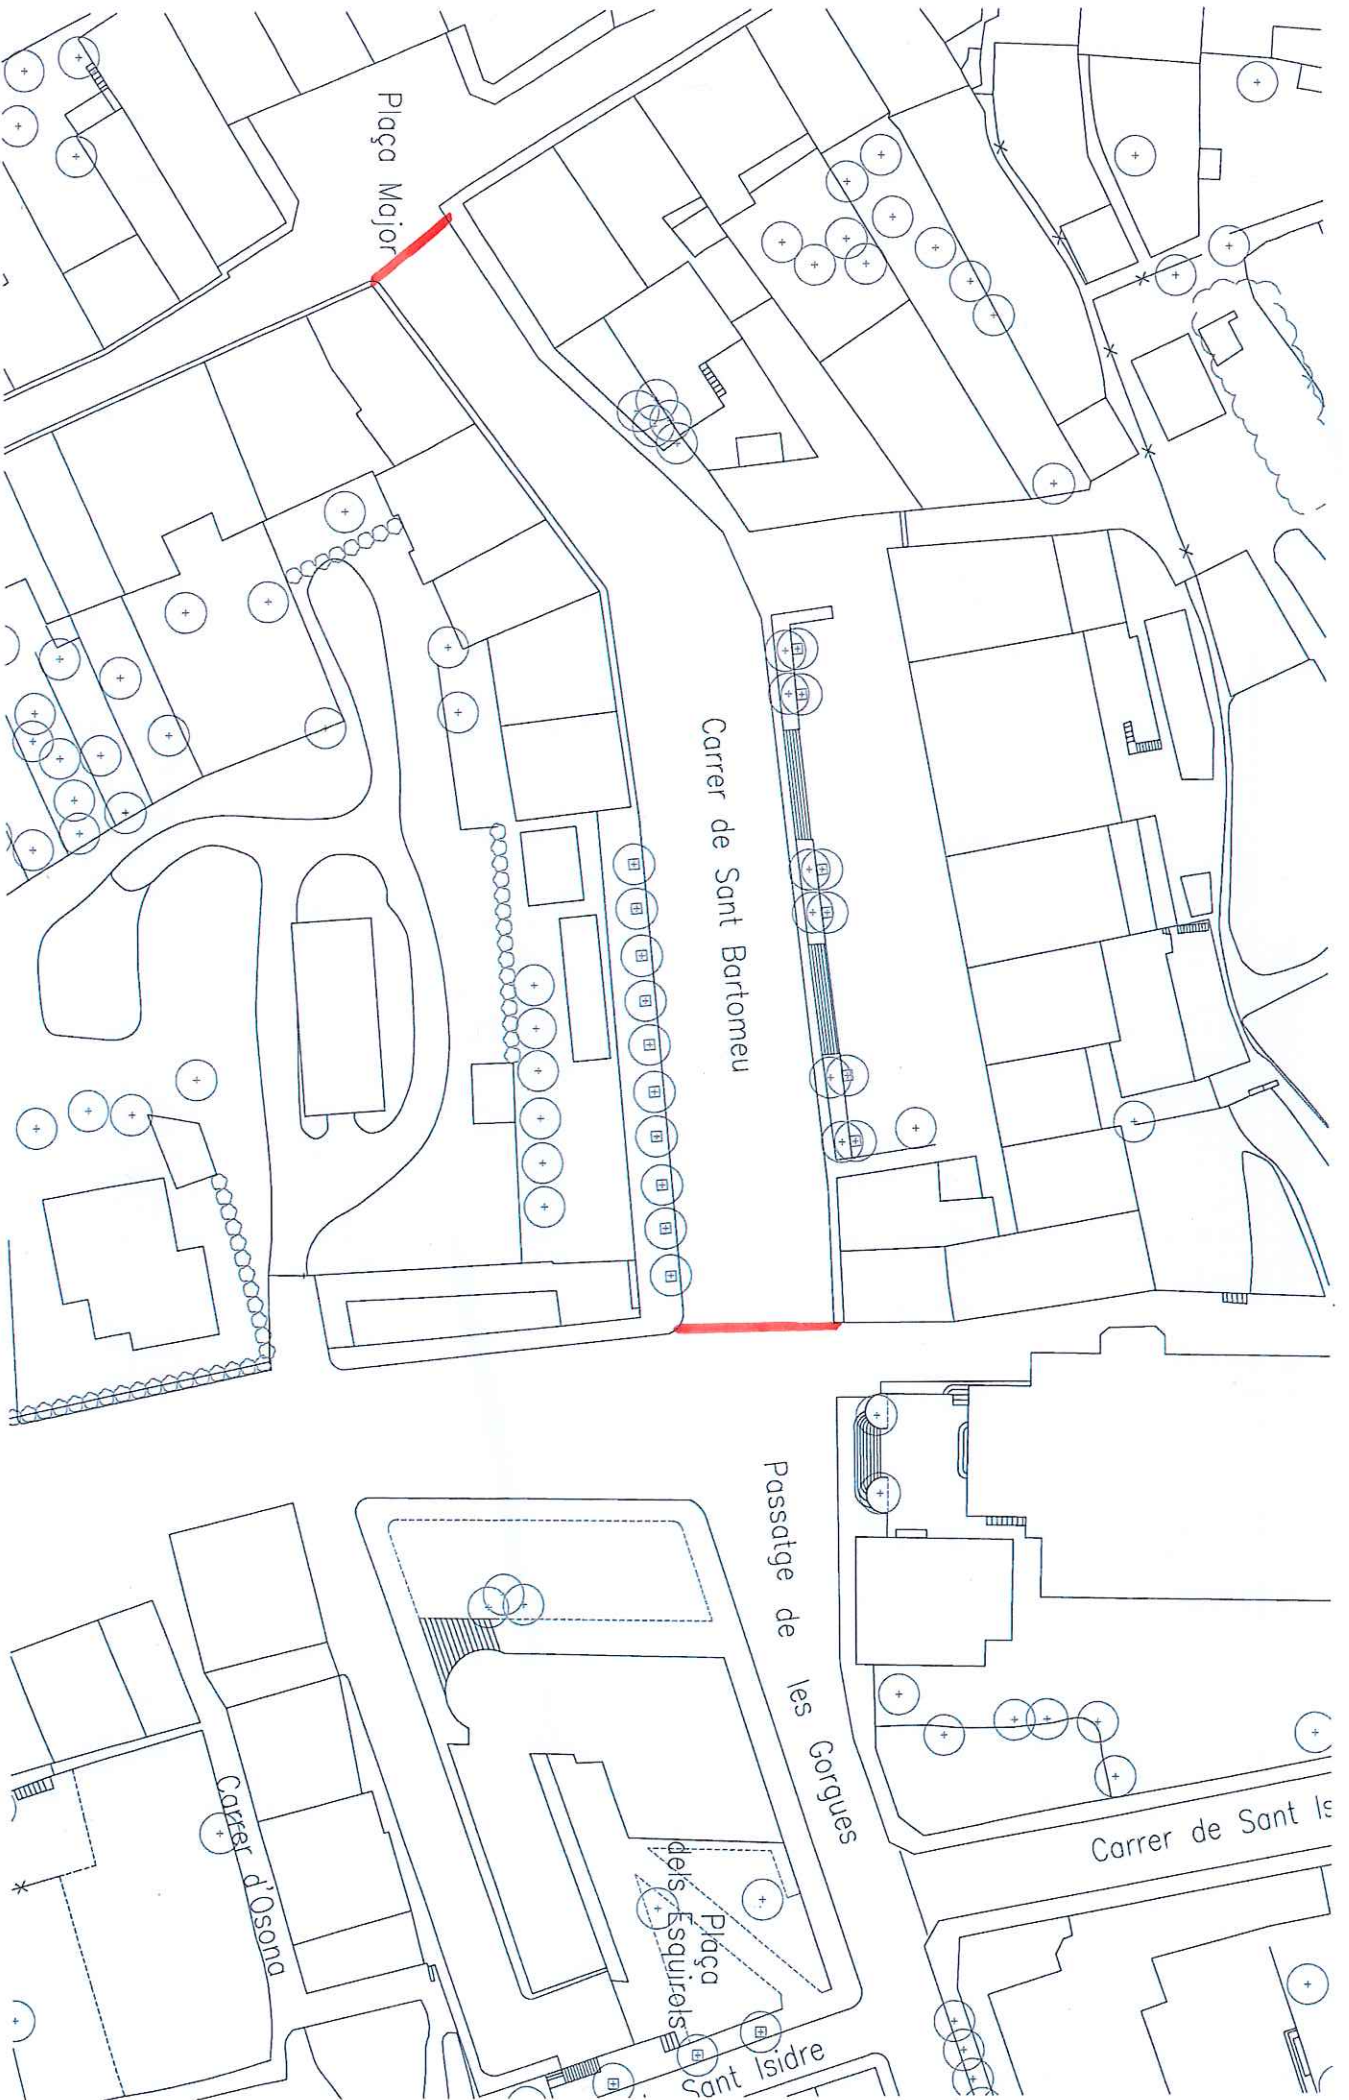 Plaça Major
Carrer de Sant Bartomeu
Passatge de les Gorgues
Carrer de Sant Is
Carrer d'Osona
Plaça
dels Esquirols
Sant Isidre